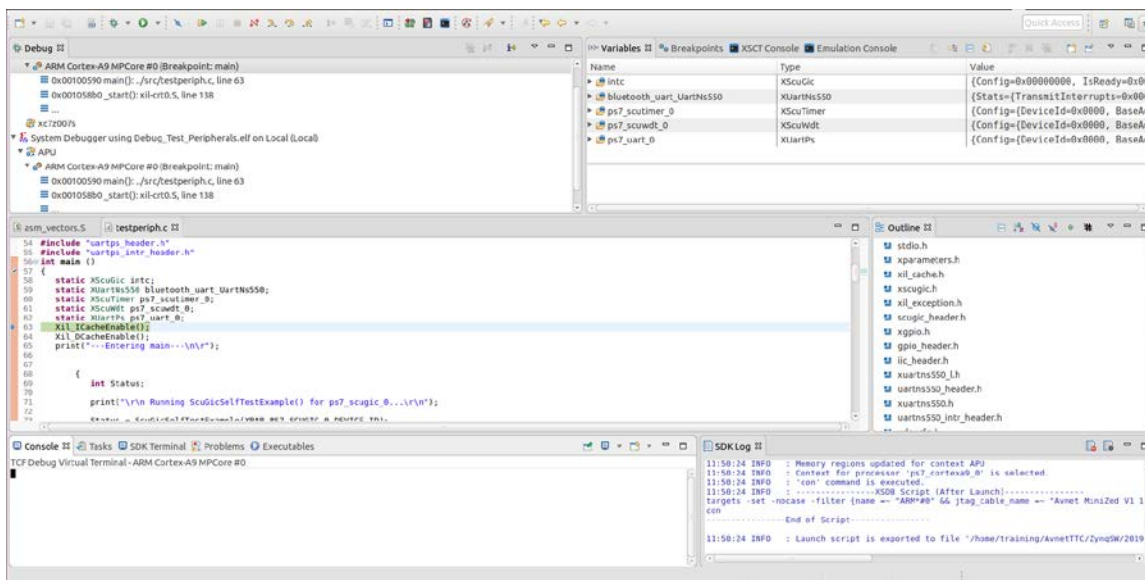 Quick Access
Debug
ARM Cortex-A9 MPCore #0 (Breakpoint: main)
0x00100590 main(): ../src/testperiph.c, line 63
0x001058b0 _start(): xil-crt0.S, line 138
...
xc7z007s
System Debugger using Debug_Test_Peripherals.elf on Local (Local)
APU
ARM Cortex-A9 MPCore #0 (Breakpoint: main)
0x00100590 main(): ../src/testperiph.c, line 63
0x001058b0 _start(): xil-crt0.S, line 138
...
Variables Breakpoints XSCT Console Emulation Console
Name Type Value
intc XScuGic {Config=0x00000000, IsReady=0x0
bluetooth_uart_UartNs550 XUartNs550 {Stats={TransmitInterrupts=0x00
ps7_scutimer_0 XScuTimer {Config={DeviceId=0x0000, BaseA
ps7_scuwdt_0 XScuWdt {Config={DeviceId=0x0000, BaseA
ps7_uart_0 XUartPs {Config={DeviceId=0x0000, BaseA
asm_vectors.S testperiph.c
54 #include "uartps_header.h"
55 #include "uartps_intr_header.h"
56 int main ()
57 {
58 static XScuGic intc;
59 static XUartNs550 bluetooth_uart_UartNs550;
60 static XScuTimer ps7_scutimer_0;
61 static XScuWdt ps7_scuwdt_0;
62 static XUartPs ps7_uart_0;
63 Xil_ICacheEnable();
64 Xil_DCacheEnable();
65 print("---Entering main---\n\r");
66
67
68 {
69 int Status;
70
71 print("\r\n Running ScuGicSelfTestExample() for ps7_scugic_0...\r\n");
72
73 Status = ScuGicSelfTestExample(XPAR_PS7_SCUGIC_0_DEVICE_ID);
Outline
stdio.h
xparameters.h
xil_cache.h
xscugic.h
xil_exception.h
scugic_header.h
xgpio.h
gpio_header.h
iic_header.h
xuartns550_l.h
uartns550_header.h
xuartns550.h
uartns550_intr_header.h
Console Tasks SDK Terminal Problems Executables
TCF Debug Virtual Terminal - ARM Cortex-A9 MPCore #0
SDK Log
11:50:24 INFO : Memory regions updated for context APU
11:50:24 INFO : Context for processor 'ps7_cortexa9_0' is selected.
11:50:24 INFO : 'con' command is executed.
11:50:24 INFO : ----------------XSDB Script (After Launch)----------------
targets -set -nocase -filter {name =~ "ARM*#0" && jtag_cable_name =~ "Avnet MiniZed V1 1
con
----------------End of Script----------------
11:50:24 INFO : Launch script is exported to file '/home/training/AvnetTTC/ZynqSW/2019